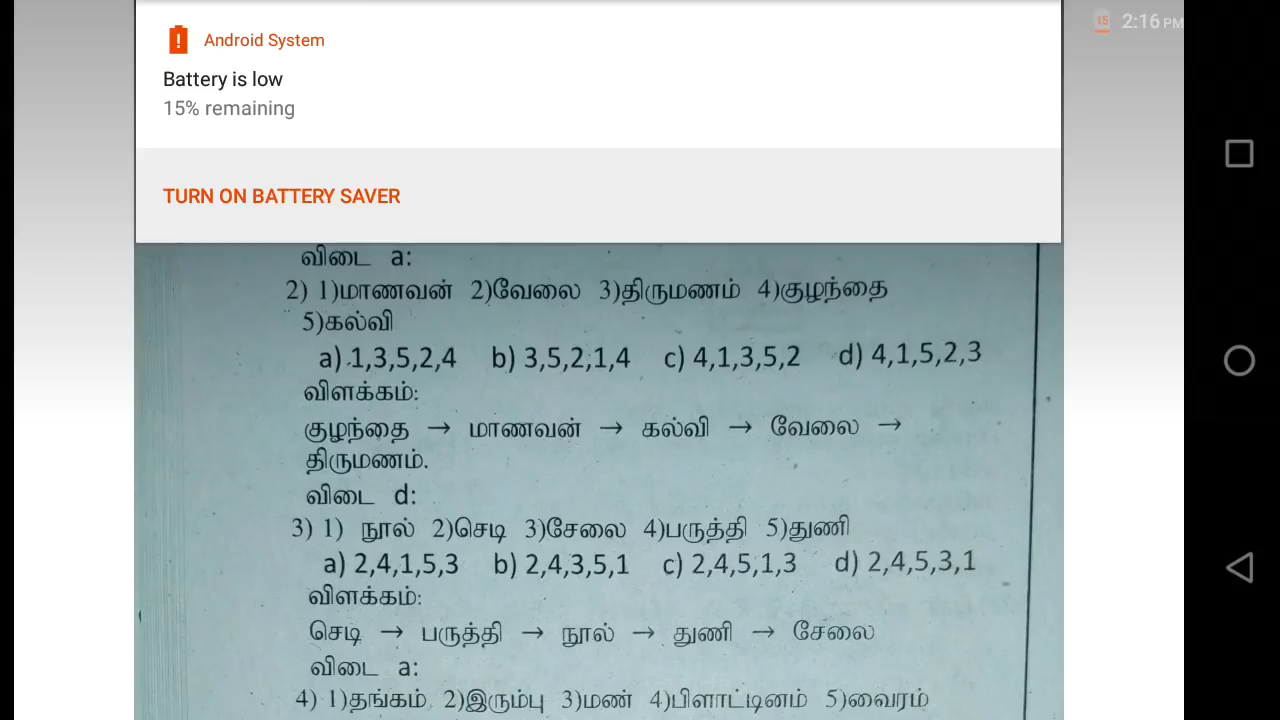 Android System
15 2:16 PM
Battery is low
15% remaining
TURN ON BATTERY SAVER
விடை a:
2) 1)மாணவன் 2)வேலை 3)திருமணம் 4)குழந்தை
5)கல்வி
a) 1,3,5,2,4 b) 3,5,2,1,4 c) 4,1,3,5,2 d) 4,1,5,2,3
விளக்கம்:
குழந்தை → மாணவன் → கல்வி → வேலை →
திருமணம்.
விடை d:
3) 1) நூல் 2)செடி 3)சேலை 4)பருத்தி 5)துணி
a) 2,4,1,5,3 b) 2,4,3,5,1 c) 2,4,5,1,3 d) 2,4,5,3,1
விளக்கம்:
செடி → பருத்தி → நூல் → துணி → சேலை
விடை a:
4) 1)தங்கம் 2)இரும்பு 3)மண் 4)பிளாட்டினம் 5)வைரம்